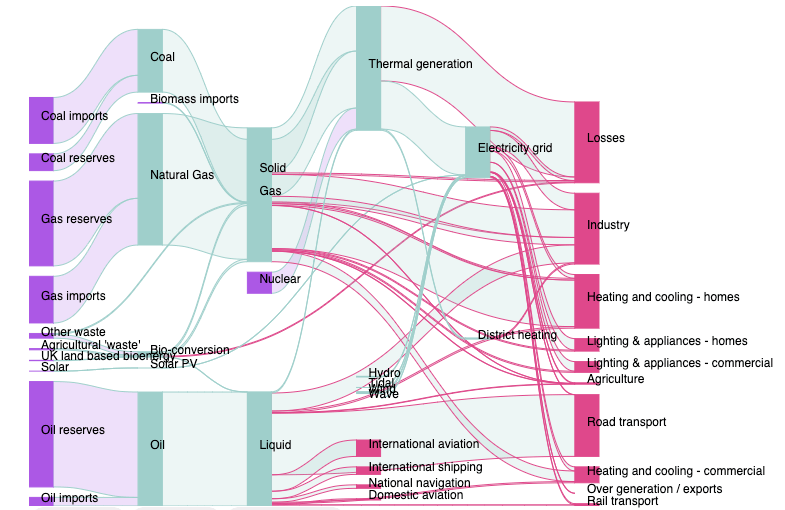 Coal imports
Coal reserves
Gas reserves
Gas imports
Other waste
Agricultural 'waste'
UK land based bioenergy
Solar
Oil reserves
Oil imports
Coal
Biomass imports
Natural Gas
Bio-conversion
Solar PV
Oil
Solid
Gas
Nuclear
Liquid
Thermal generation
Hydro
Tidal
Wind
Wave
International aviation
International shipping
National navigation
Domestic aviation
Electricity grid
District heating
Losses
Industry
Heating and cooling - homes
Lighting & appliances - homes
Lighting & appliances - commercial
Agriculture
Road transport
Heating and cooling - commercial
Over generation / exports
Rail transport